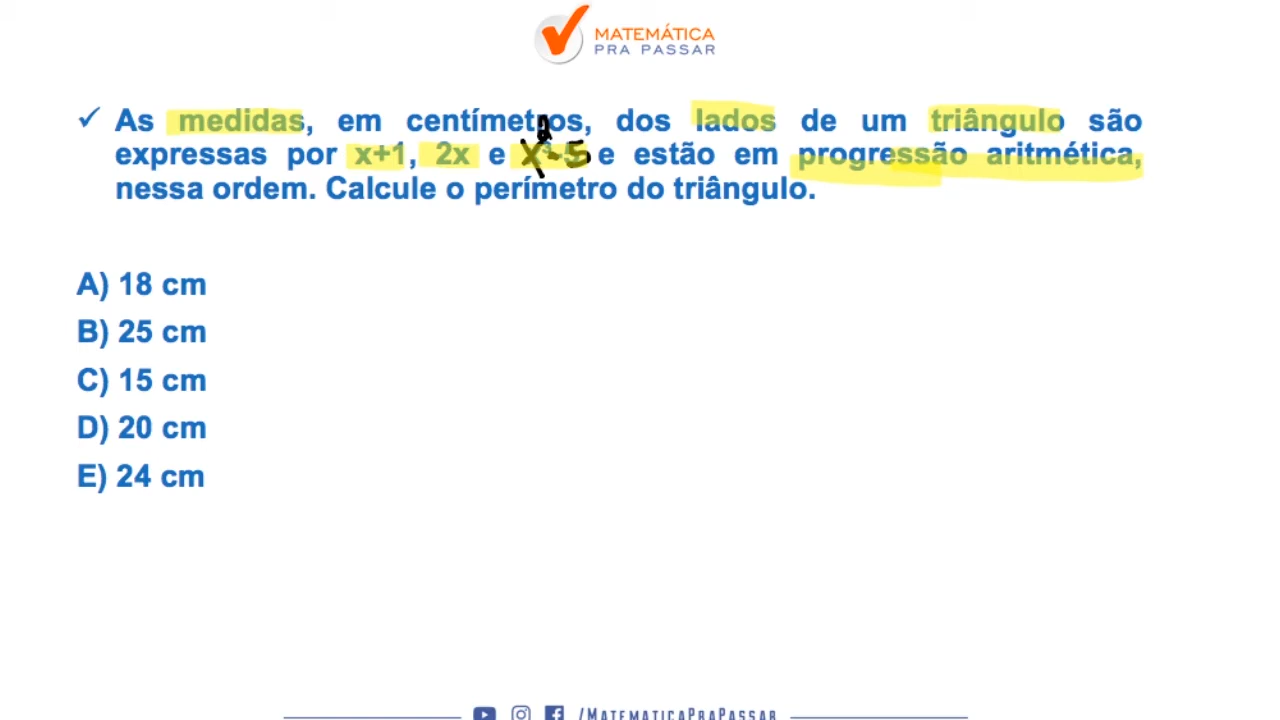 MATEMÁTICA
PRA PASSAR
✓ As medidas, em centímetros, dos lados de um triângulo são
expressas por x+1, 2x e x²-5 e estão em progressão aritmética,
nessa ordem. Calcule o perímetro do triângulo.
A) 18 cm
B) 25 cm
C) 15 cm
D) 20 cm
E) 24 cm
/MATEMATICAPRAPASSAR